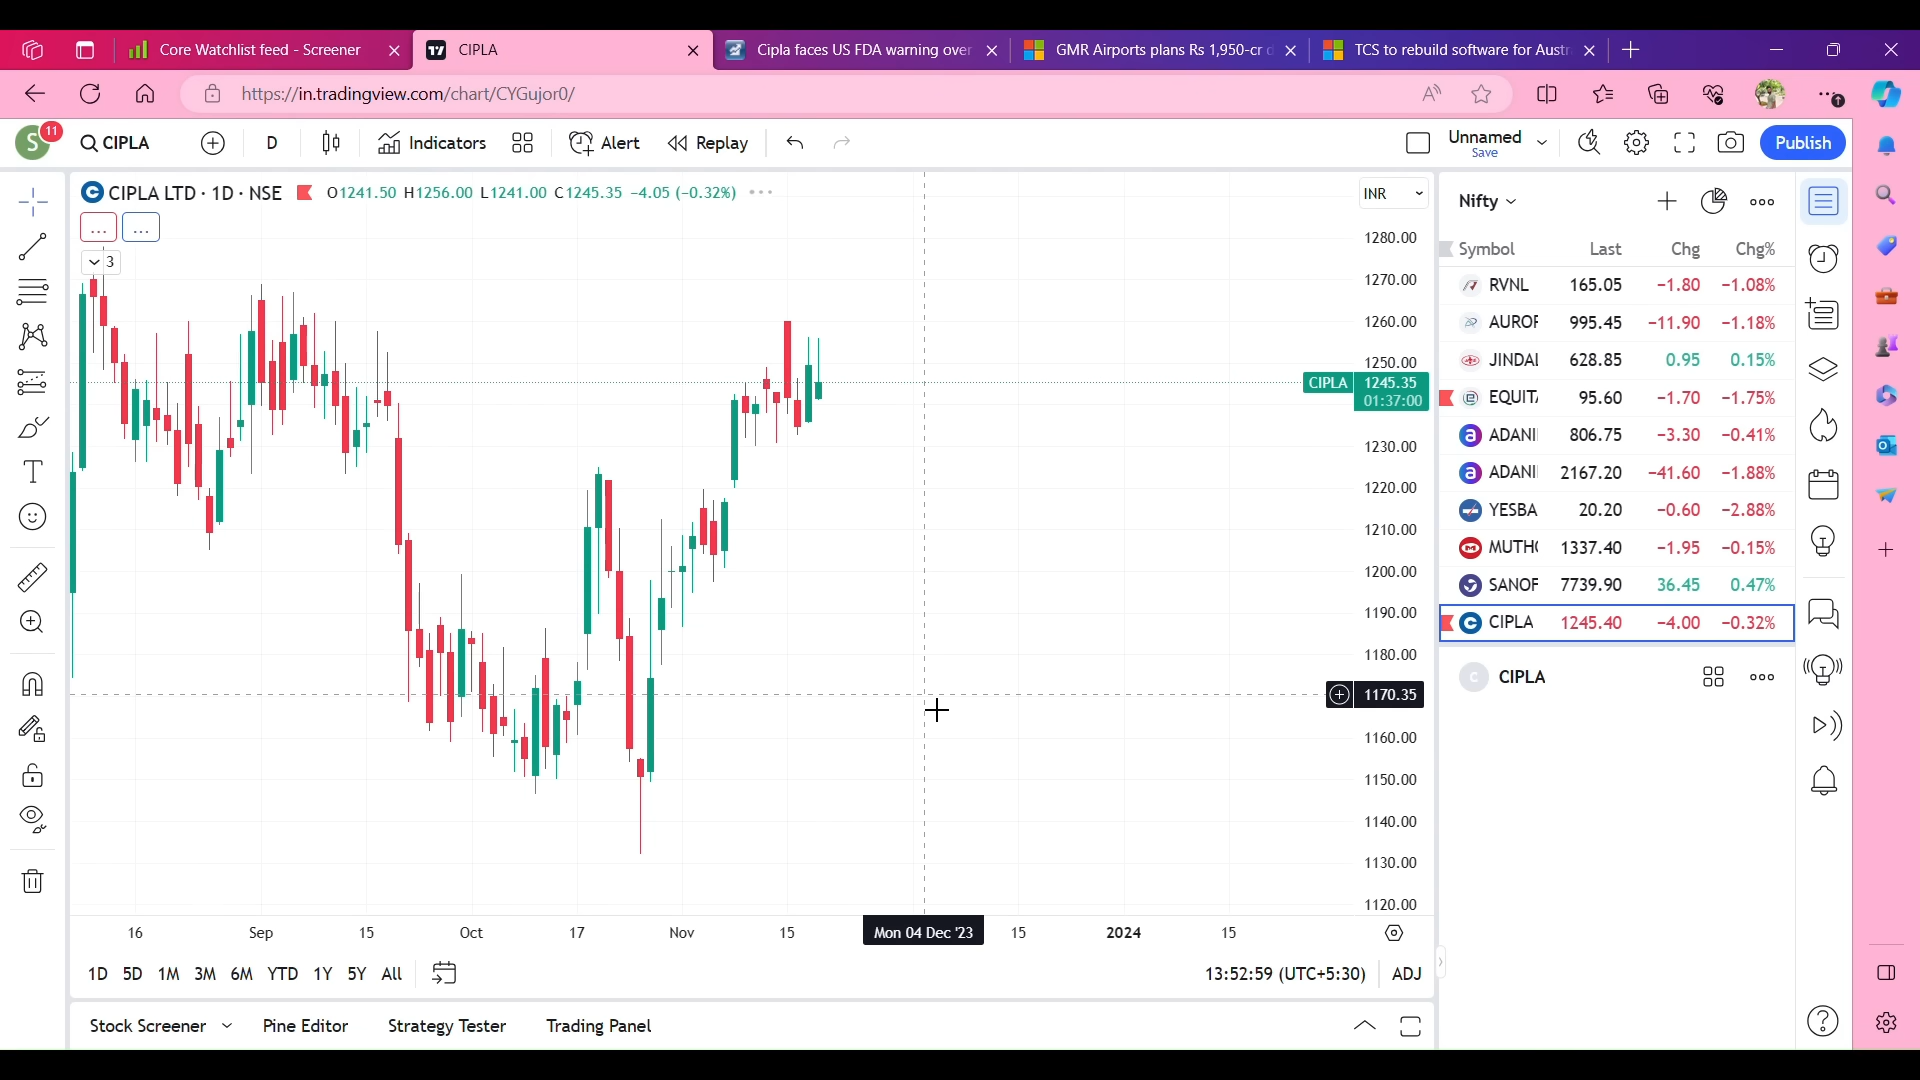 Core Watchlist feed - Screener
CIPLA
Cipla faces US FDA warning over
GMR Airports plans Rs 1,950-cr
TCS to rebuild software for Austr
https://in.tradingview.com/chart/CYGujor0/
S 11
CIPLA
D
Indicators
Alert
Replay
Unnamed
Save
Publish
CIPLA LTD · 1D · NSE O1241.50 H1256.00 L1241.00 C1245.35 −4.05 (−0.32%)
INR
... ...
3
1280.00
1270.00
1260.00
1250.00
CIPLA 1245.35
01:37:00
1230.00
1220.00
1210.00
1200.00
1190.00
1180.00
1170.35
1160.00
1150.00
1140.00
1130.00
1120.00
16 Sep 15 Oct 17 Nov 15 Mon 04 Dec '23 15 2024 15
1D 5D 1M 3M 6M YTD 1Y 5Y All
13:52:59 (UTC+5:30) ADJ
Stock Screener Pine Editor Strategy Tester Trading Panel
Nifty
Symbol Last Chg Chg%
RVNL 165.05 −1.80 −1.08%
AUROF 995.45 −11.90 −1.18%
JINDAL 628.85 0.95 0.15%
EQUITA 95.60 −1.70 −1.75%
ADANI 806.75 −3.30 −0.41%
ADANI 2167.20 −41.60 −1.88%
YESBA 20.20 −0.60 −2.88%
MUTHO 1337.40 −1.95 −0.15%
SANOF 7739.90 36.45 0.47%
CIPLA 1245.40 −4.00 −0.32%
C CIPLA